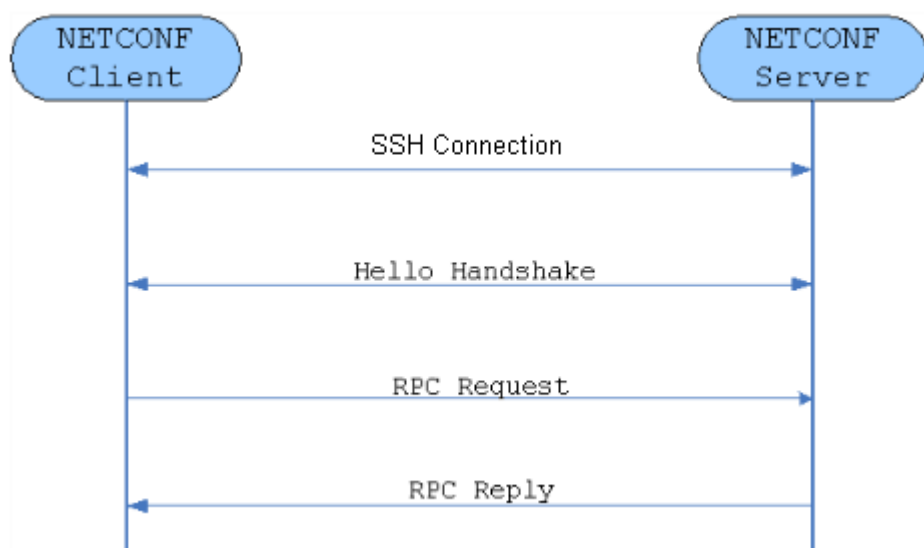 NETCONF
Client
NETCONF
Server
SSH Connection
Hello Handshake
RPC Request
RPC Reply